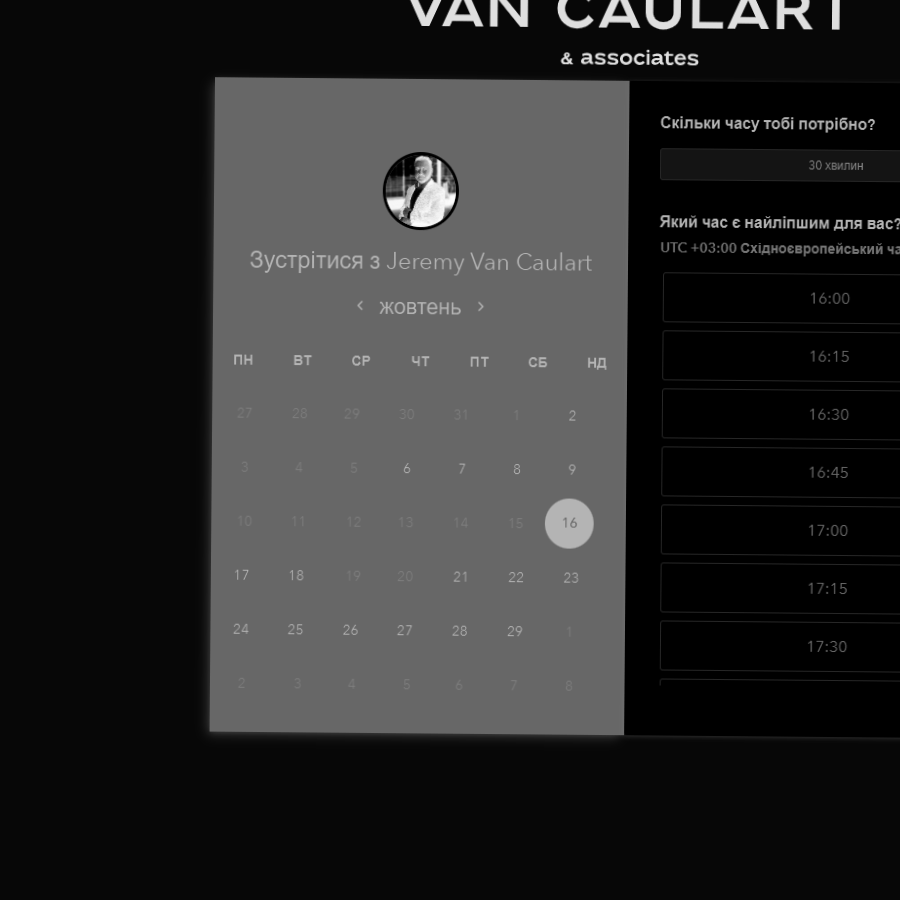 VAN CAULART
& associates
Зустрітися з Jeremy Van Caulart
жовтень
ПН ВТ СР ЧТ ПТ СБ НД
27 28 29 30 31 1 2
3 4 5 6 7 8 9
10 11 12 13 14 15 16
17 18 19 20 21 22 23
24 25 26 27 28 29 1
2 3 4 5 6 7 8
Скільки часу тобі потрібно?
30 хвилин
Який час є найліпшим для вас?
UTC +03:00 Східноєвропейський
16:00
16:15
16:30
16:45
17:00
17:15
17:30